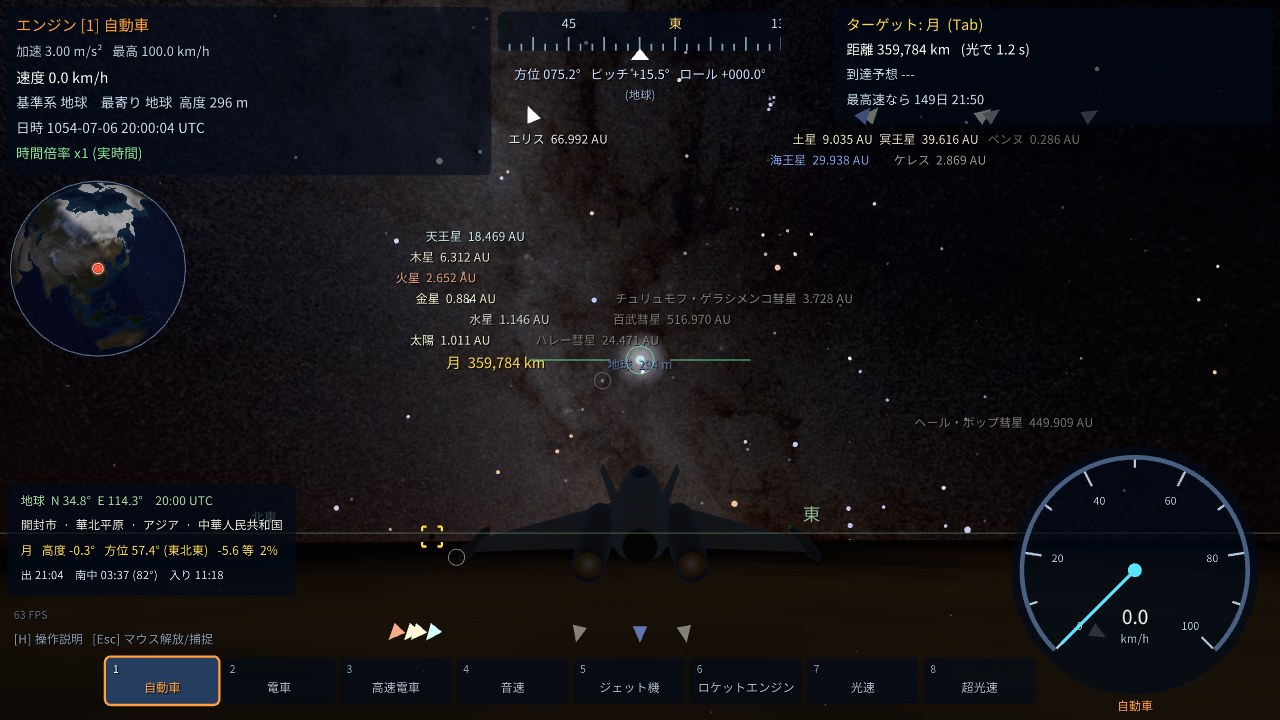 エンジン [1] 自動車
加速 3.00 m/s² 最高 100.0 km/h
速度 0.0 km/h
基準系 地球 最寄り 地球 高度 296 m
日時 1054-07-06 20:00:04 UTC
時間倍率 x1 (実時間)
45 東
方位 075.2° ピッチ +15.5° ロール +000.0°
(地球)
ターゲット: 月 (Tab)
距離 359,784 km (光で 1.2 s)
到達予想 ---
最高速なら 149日 21:50
エリス 66.992 AU
土星 9.035 AU 冥王星 39.616 AU ベンヌ 0.286 AU
海王星 29.938 AU ケレス 2.869 AU
天王星 18.469 AU
木星 6.312 AU
火星 2.652 AU
金星 0.884 AU チュリュモフ・ゲラシメンコ彗星 3.728 AU
水星 1.146 AU 百武彗星 516.970 AU
太陽 1.011 AU ハレー彗星 24.471 AU
月 359,784 km 地球 294 m
ヘール・ボップ彗星 449.909 AU
地球 N 34.8° E 114.3° 20:00 UTC
北東
開封市 · 華北平原 · アジア · 中華人民共和国
月 高度 -0.3° 方位 57.4° (東北東) -5.6 等 2%
出 21:04 南中 03:37 (82°) 入り 11:18
東
63 FPS
[H] 操作説明 [Esc] マウス解放/捕捉
0 20 40 60 80 100
0.0
km/h
自動車
1 自動車
2 電車
3 高速電車
4 音速
5 ジェット機
6 ロケットエンジン
7 光速
8 超光速